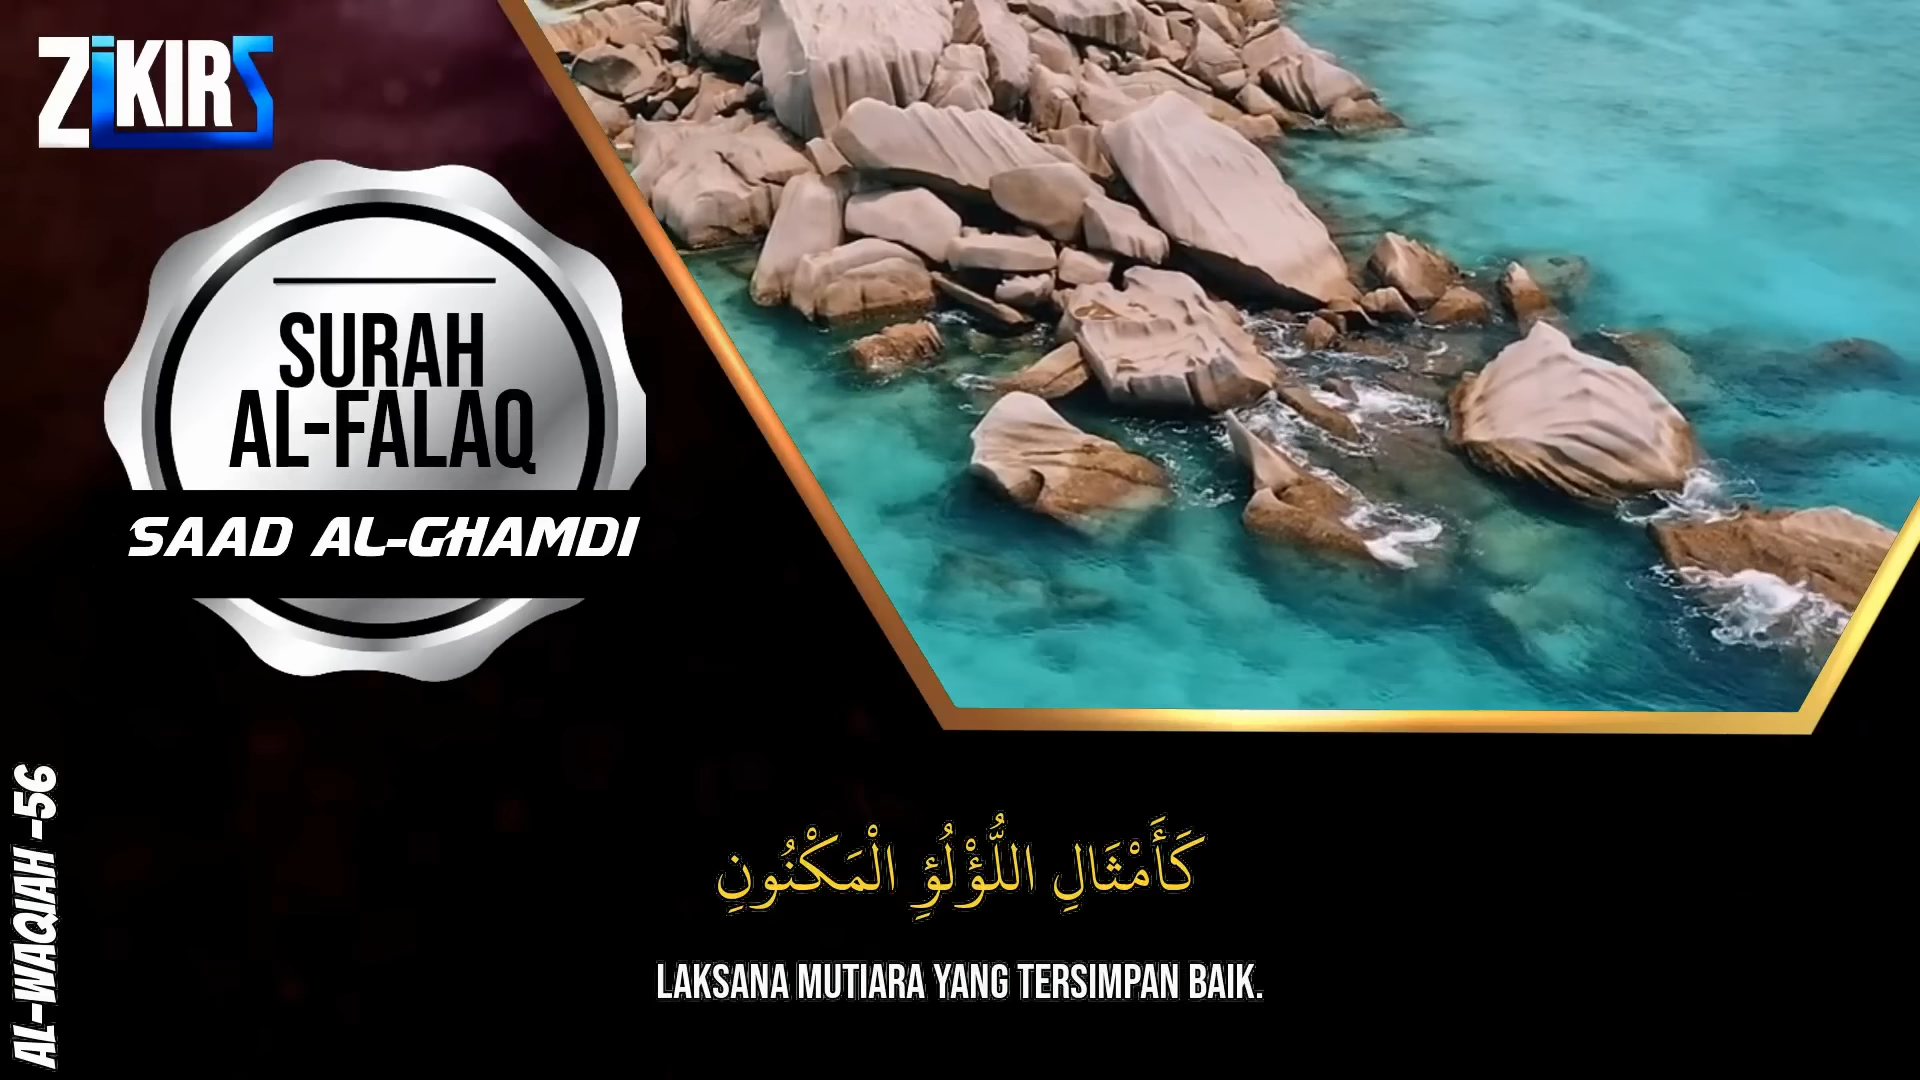 ZIKIRS
SURAH
AL-FALAQ
SAAD AL-GHAMDI
AL-WAQIAH -56
كَأَمْثَالِ اللُّؤْلُؤِ الْمَكْنُونِ
LAKSANA MUTIARA YANG TERSIMPAN BAIK.